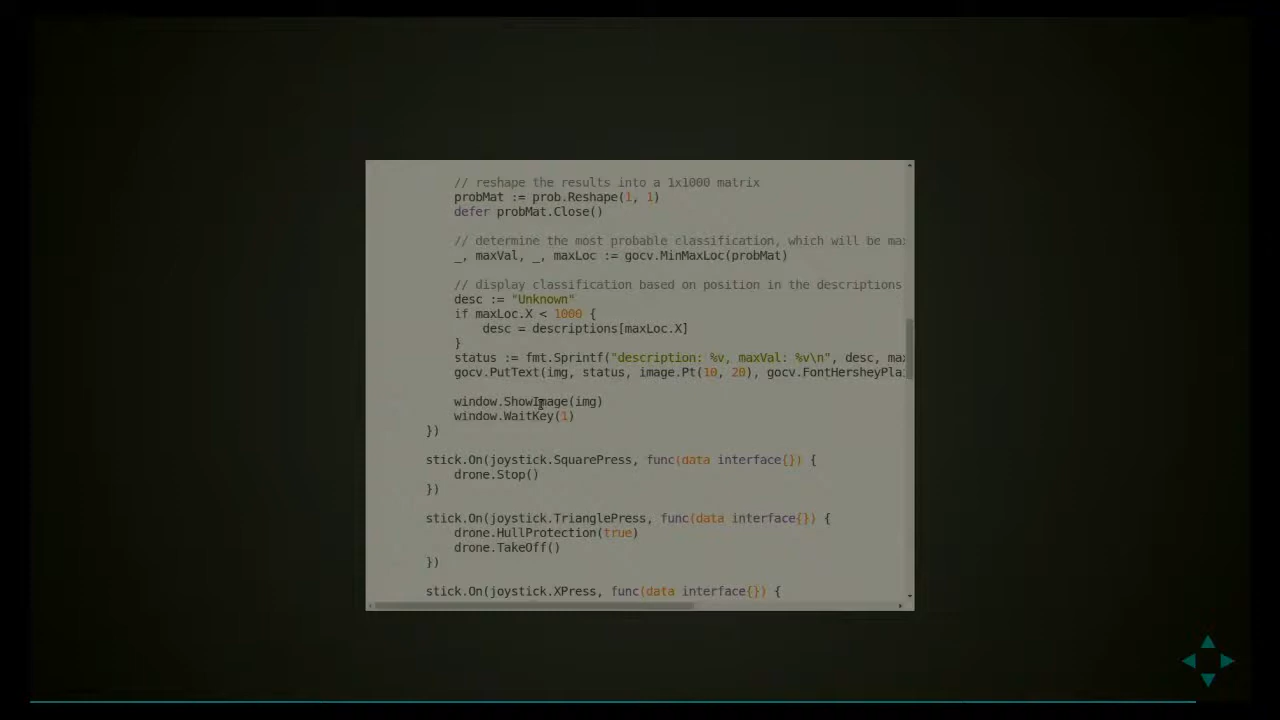 // reshape the results into a 1x1000 matrix
probMat := prob.Reshape(1, 1)
defer probMat.Close()
// determine the most probable classification, which will be ma
_, maxVal, _, maxLoc := gocv.MinMaxLoc(probMat)
// display classification based on position in the descriptions
desc := "Unknown"
if maxLoc.X < 1000 {
desc = descriptions[maxLoc.X]
}
status := fmt.Sprintf("description: %v, maxVal: %v\n", desc, ma
gocv.PutText(img, status, image.Pt(10, 20), gocv.FontHersheyPla
window.ShowImage(img)
window.WaitKey(1)
})
stick.On(joystick.SquarePress, func(data interface{}) {
drone.Stop()
})
stick.On(joystick.TrianglePress, func(data interface{}) {
drone.HullProtection(true)
drone.TakeOff()
})
stick.On(joystick.XPress, func(data interface{}) {